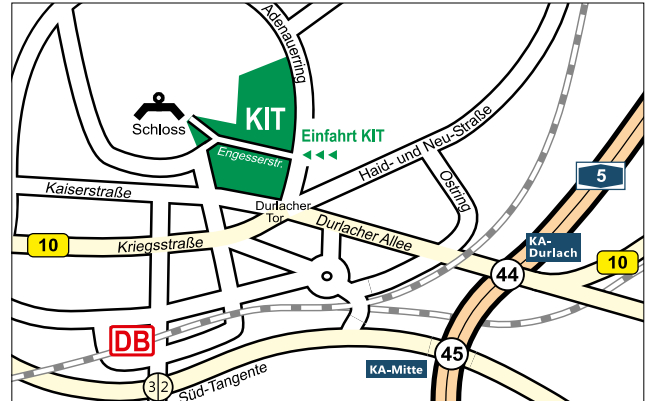 Adenauerring
KIT
Schloss
Einfahrt KIT
Engesserstr.
Haid- und Neu-Straße
Kaiserstraße
Durlacher
Tor
Ostring
5
Durlacher Allee
10
Kriegsstraße
KA-
Durlach
10
44
DB
45
KA-Mitte
3 2
Süd-Tangente